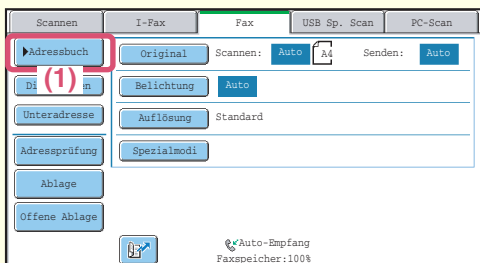 Scannen I-Fax Fax USB Sp. Scan PC-Scan
Adressbuch Original Scannen: Auto A4 Senden: Auto
(1)
Belichtung Auto
Unteradresse Auflösung Standard
Adressprüfung Spezialmodi
Ablage
Offene Ablage
Auto-Empfang
Faxspeicher:100%